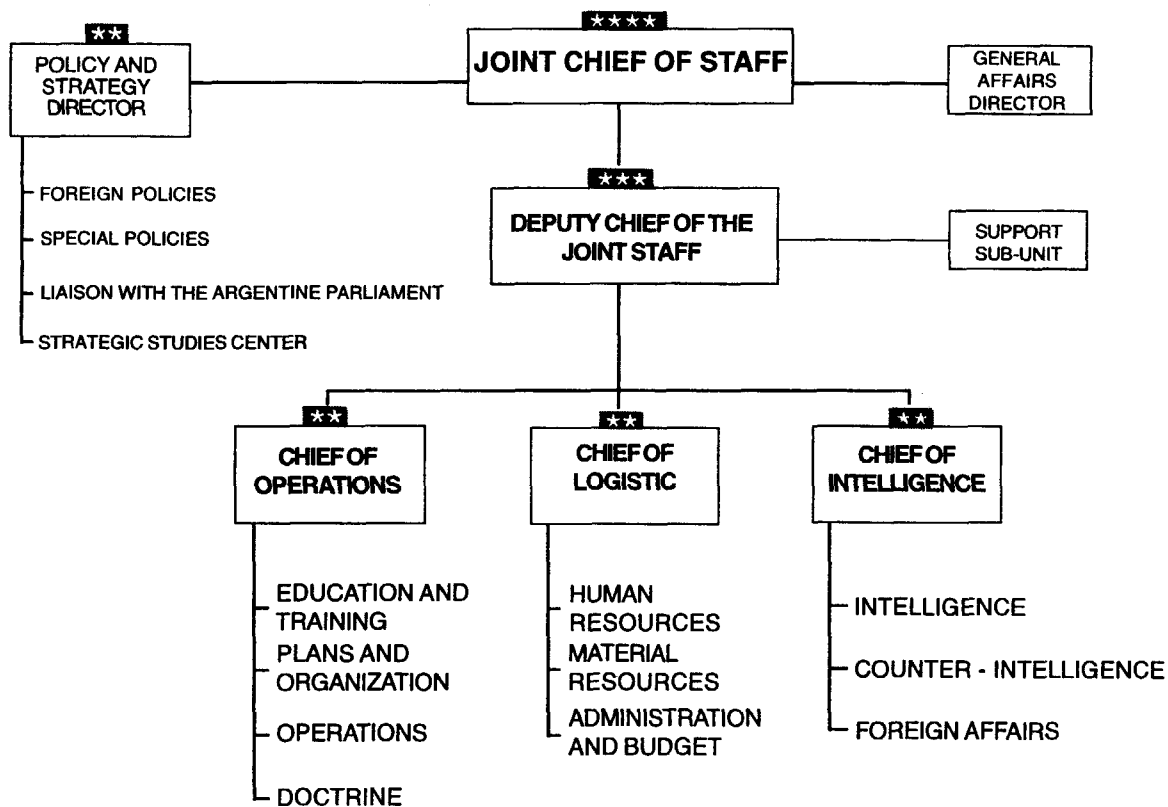 ★★★★
JOINT CHIEF OF STAFF
★★
POLICY AND
STRATEGY
DIRECTOR
GENERAL
AFFAIRS
DIRECTOR
FOREIGN POLICIES
SPECIAL POLICIES
LIAISON WITH THE ARGENTINE PARLIAMENT
STRATEGIC STUDIES CENTER
★★★
DEPUTY CHIEF OF THE
JOINT STAFF
SUPPORT
SUB-UNIT
★★
CHIEF OF
OPERATIONS
EDUCATION AND
TRAINING
PLANS AND
ORGANIZATION
OPERATIONS
DOCTRINE
★★
CHIEF OF
LOGISTIC
HUMAN
RESOURCES
MATERIAL
RESOURCES
ADMINISTRATION
AND BUDGET
★★
CHIEF OF
INTELLIGENCE
INTELLIGENCE
COUNTER - INTELLIGENCE
FOREIGN AFFAIRS